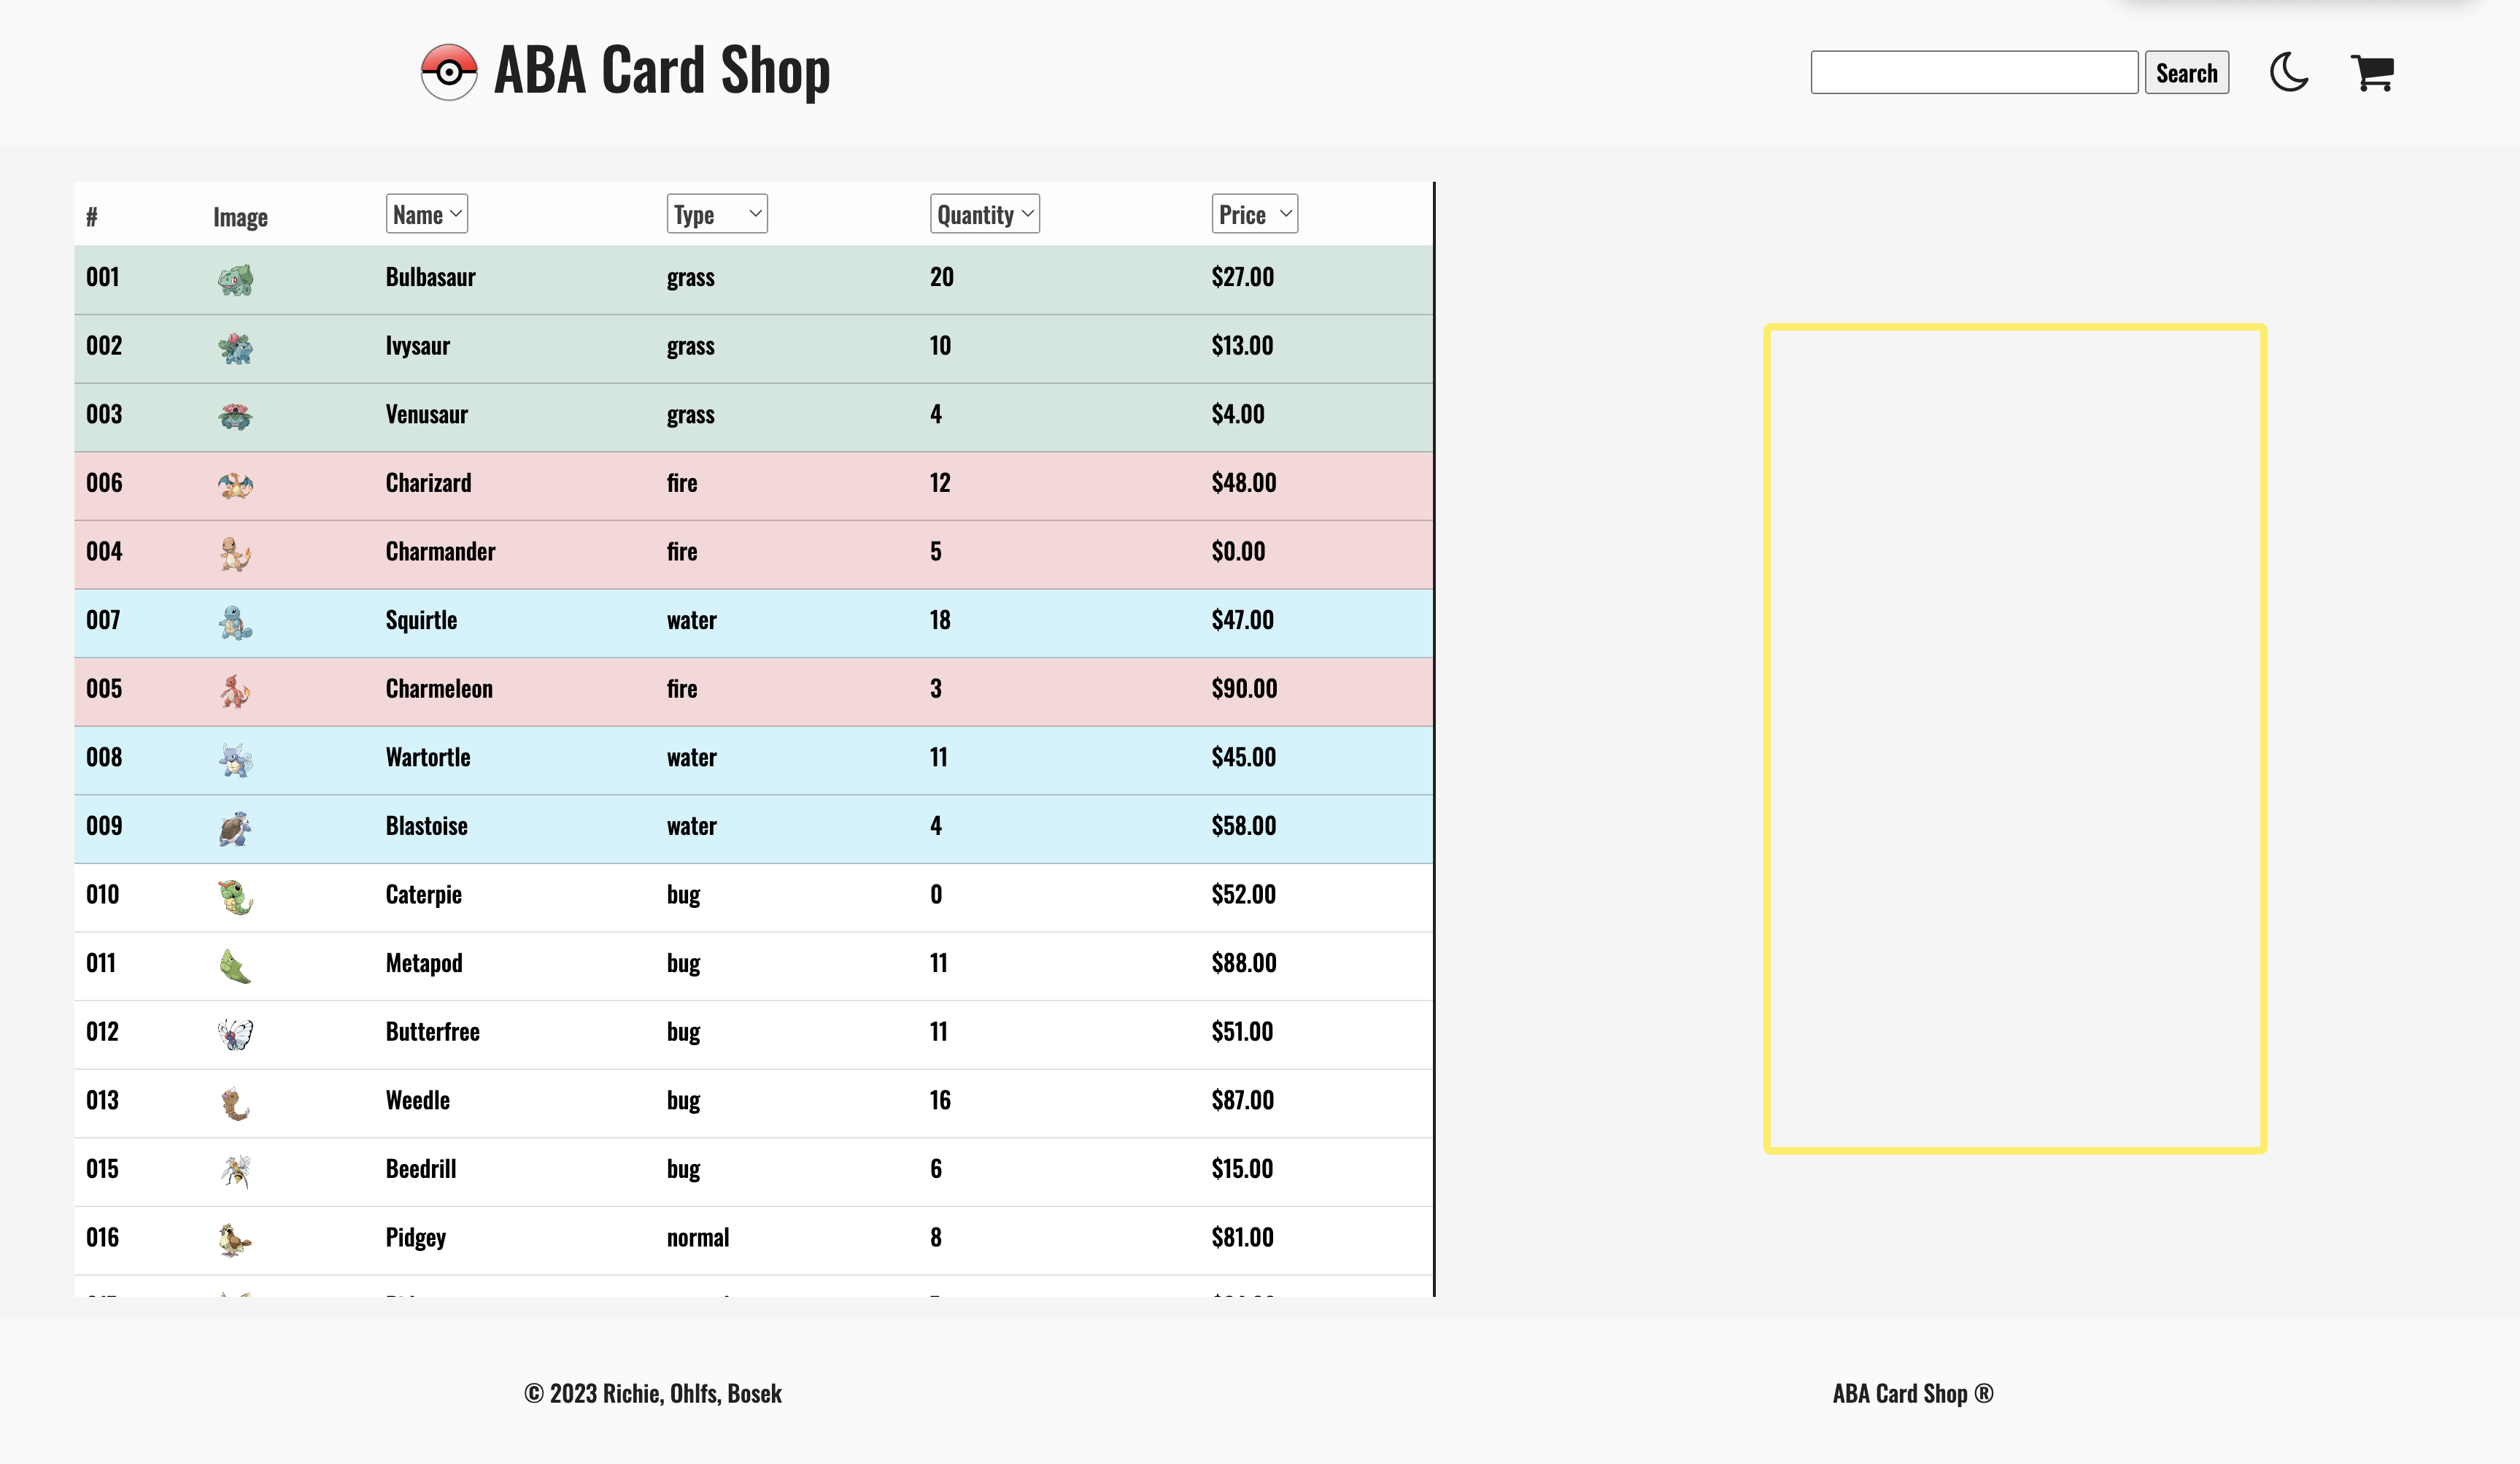 ABA Card Shop
Search
# Image Name Type Quantity Price
001 Bulbasaur grass 20 $27.00
002 Ivysaur grass 10 $13.00
003 Venusaur grass 4 $4.00
006 Charizard fire 12 $48.00
004 Charmander fire 5 $0.00
007 Squirtle water 18 $47.00
005 Charmeleon fire 3 $90.00
008 Wartortle water 11 $45.00
009 Blastoise water 4 $58.00
010 Caterpie bug 0 $52.00
011 Metapod bug 11 $88.00
012 Butterfree bug 11 $51.00
013 Weedle bug 16 $87.00
015 Beedrill bug 6 $15.00
016 Pidgey normal 8 $81.00
© 2023 Richie, Ohlfs, Bosek
ABA Card Shop ®